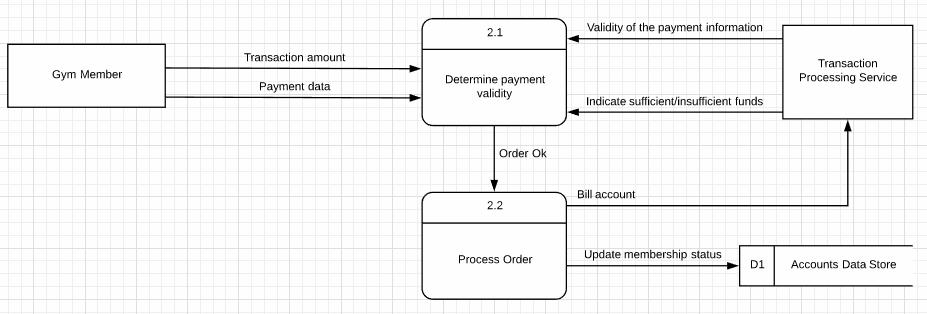 2.1
Validity of the payment information
Gym Member
Transaction amount
Payment data
Determine payment
validity
Transaction
Processing Service
Indicate sufficient/insufficient funds
Order Ok
2.2
Bill account
Process Order
Update membership status
D1
Accounts Data Store